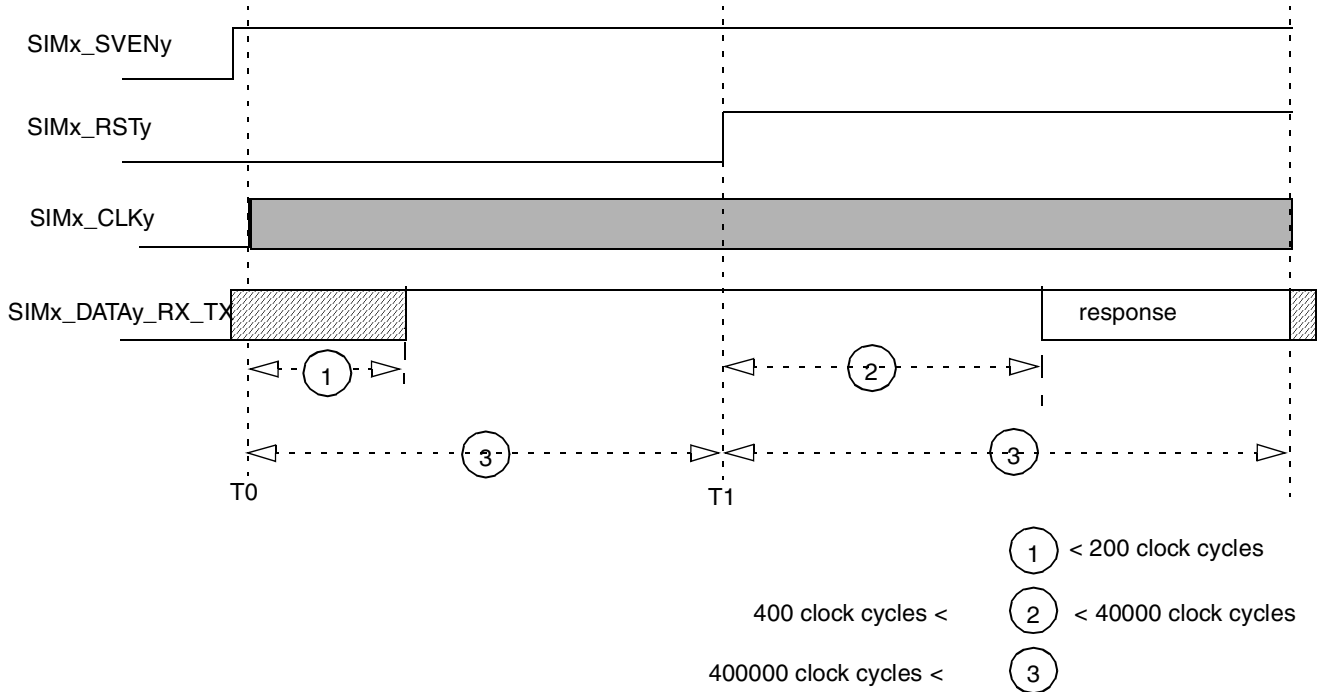 SIMx_SVENy
SIMx_RSTy
SIMx_CLKy
SIMx_DATAy_RX_TX
response
1
2
3
3
T0
T1
1 < 200 clock cycles
400 clock cycles < 2 < 40000 clock cycles
400000 clock cycles < 3